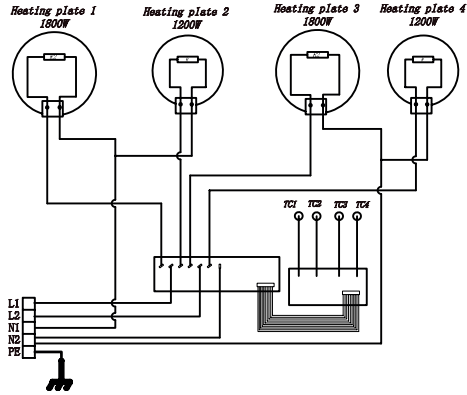 Heating plate 1
1800W
Heating plate 2
1200W
Heating plate 3
1800W
Heating plate 4
1200W
TC1 TC2 TC3 TC4
L1
L2
N1
N2
PE